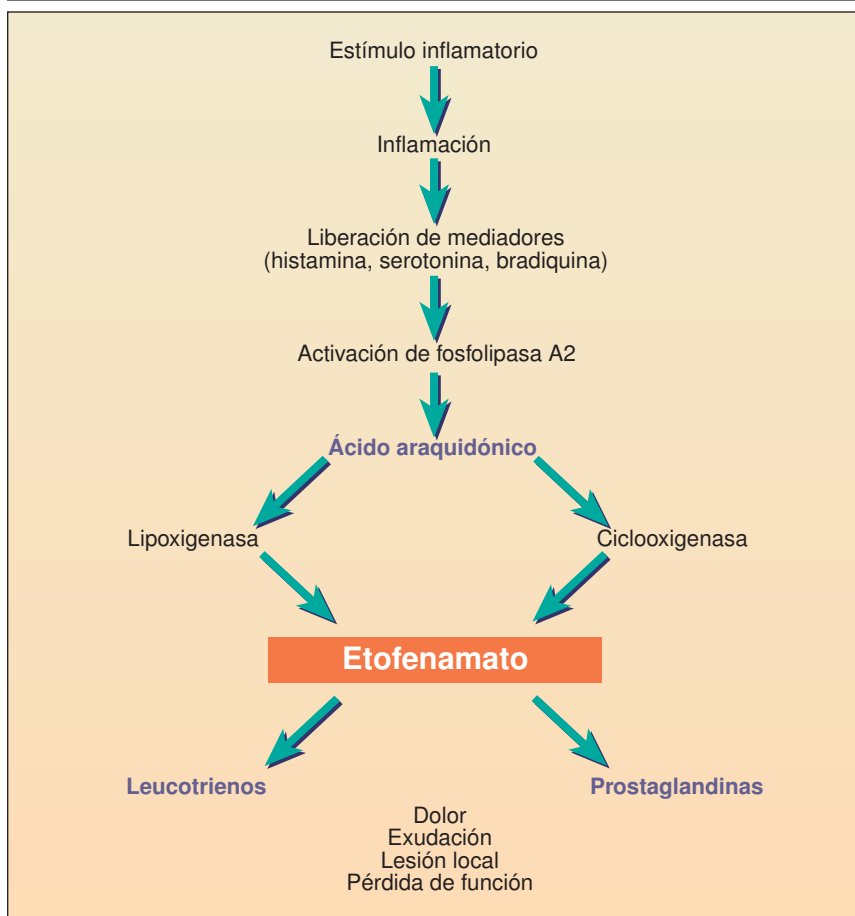 Estímulo inflamatorio
Inflamación
Liberación de mediadores
(histamina, serotonina, bradiquina)
Activación de fosfolipasa A2
Ácido araquidónico
Lipoxigenasa
Ciclooxigenasa
Etofenamato
Leucotrienos
Prostaglandinas
Dolor
Exudación
Lesión local
Pérdida de función